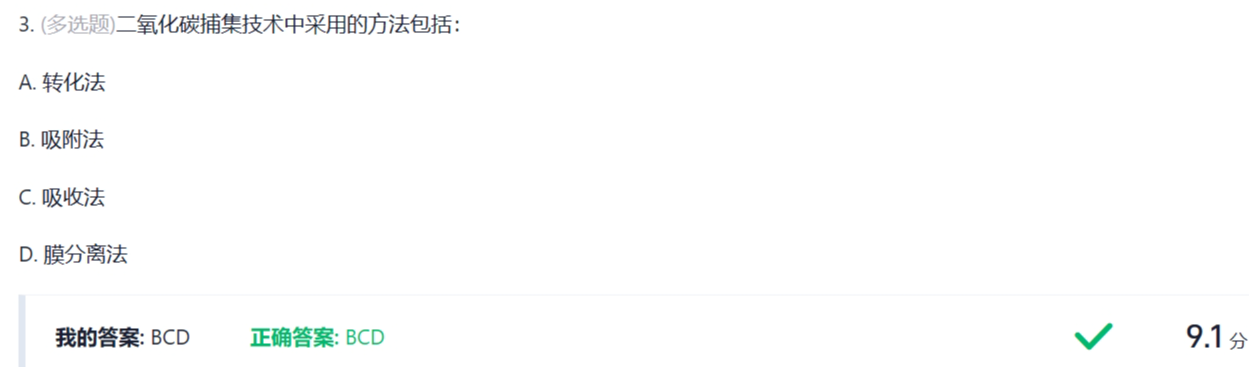 3. (多选题)二氧化碳捕集技术中采用的方法包括：
A. 转化法
B. 吸附法
C. 吸收法
D. 膜分离法
我的答案: BCD 正确答案: BCD 9.1 分